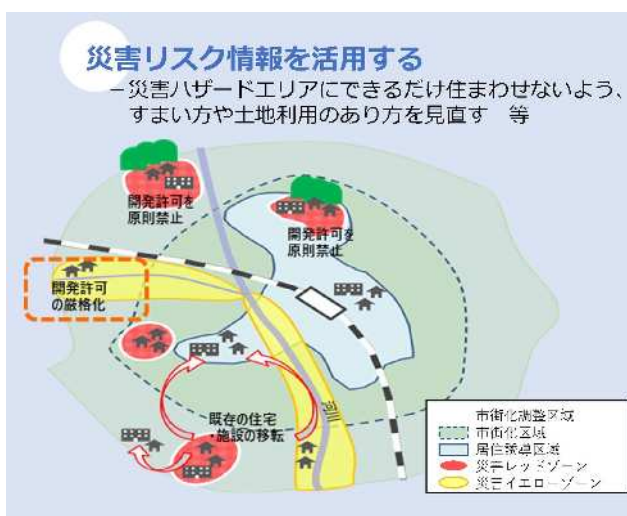 災害リスク情報を活用する
－災害ハザードエリアにできるだけ住まわせないよう、
すまい方や土地利用のあり方を見直す　等
開発許可を
原則禁止
開発許可を
原則禁止
開発許可
の厳格化
既存の住宅
・施設の移転
河川
市街化調整区域
市街化区域
居住誘導区域
災害レッドゾーン
災害イエローゾーン